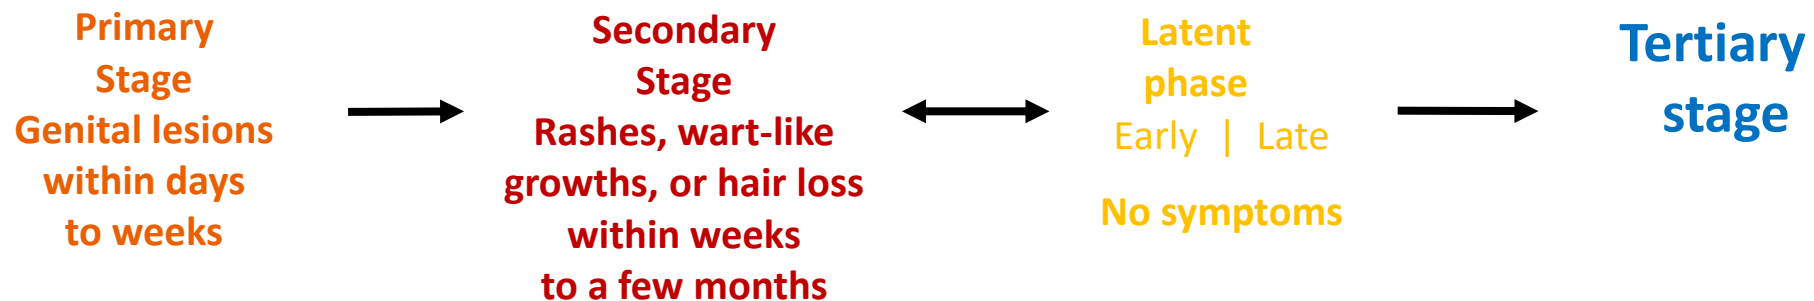 Primary
Stage
Genital lesions
within days
to weeks
Secondary
Stage
Rashes, wart-like
growths, or hair loss
within weeks
to a few months
Latent
phase
Early | Late
No symptoms
Tertiary
stage